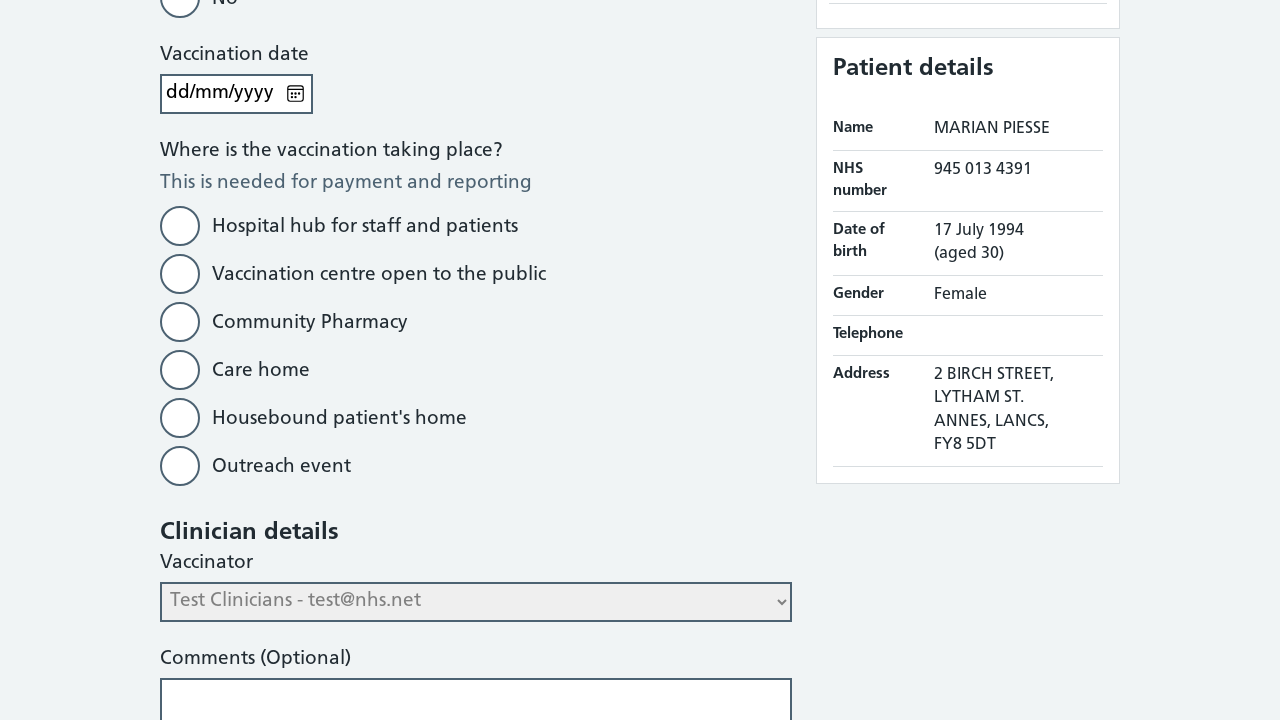 No
Vaccination date
dd/mm/yyyy
Where is the vaccination taking place?
This is needed for payment and reporting
Hospital hub for staff and patients
Vaccination centre open to the public
Community Pharmacy
Care home
Housebound patient's home
Outreach event
Clinician details
Vaccinator
Test Clinicians - test@nhs.net
Comments (Optional)
Patient details
Name MARIAN PIESSE
NHS number 945 013 4391
Date of birth 17 July 1994
(aged 30)
Gender Female
Telephone
Address 2 BIRCH STREET,
LYTHAM ST.
ANNES, LANCS,
FY8 5DT